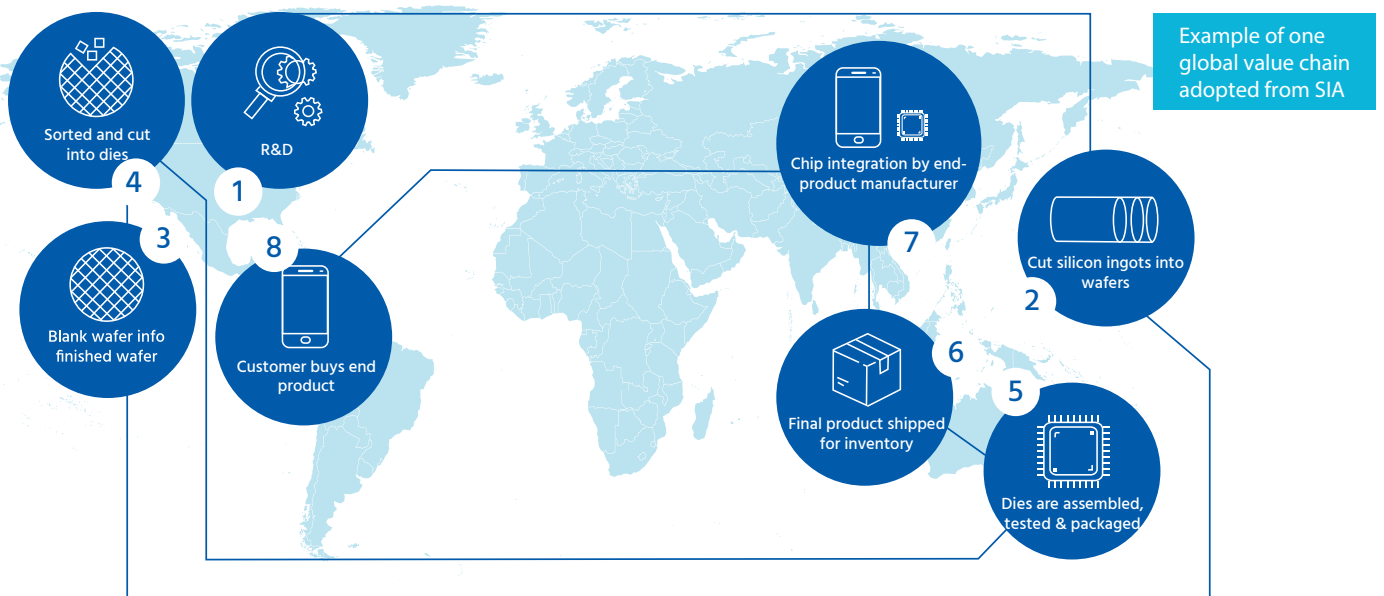 Example of one
global value chain
adopted from SIA
Sorted and cut
into dies
4
R&D
1
Blank wafer info
finished wafer
3
8
Customer buys end
product
Chip integration by end-
product manufacturer
7
Cut silicon ingots into
wafers
2
6
Final product shipped
for inventory
5
Dies are assembled,
tested & packaged